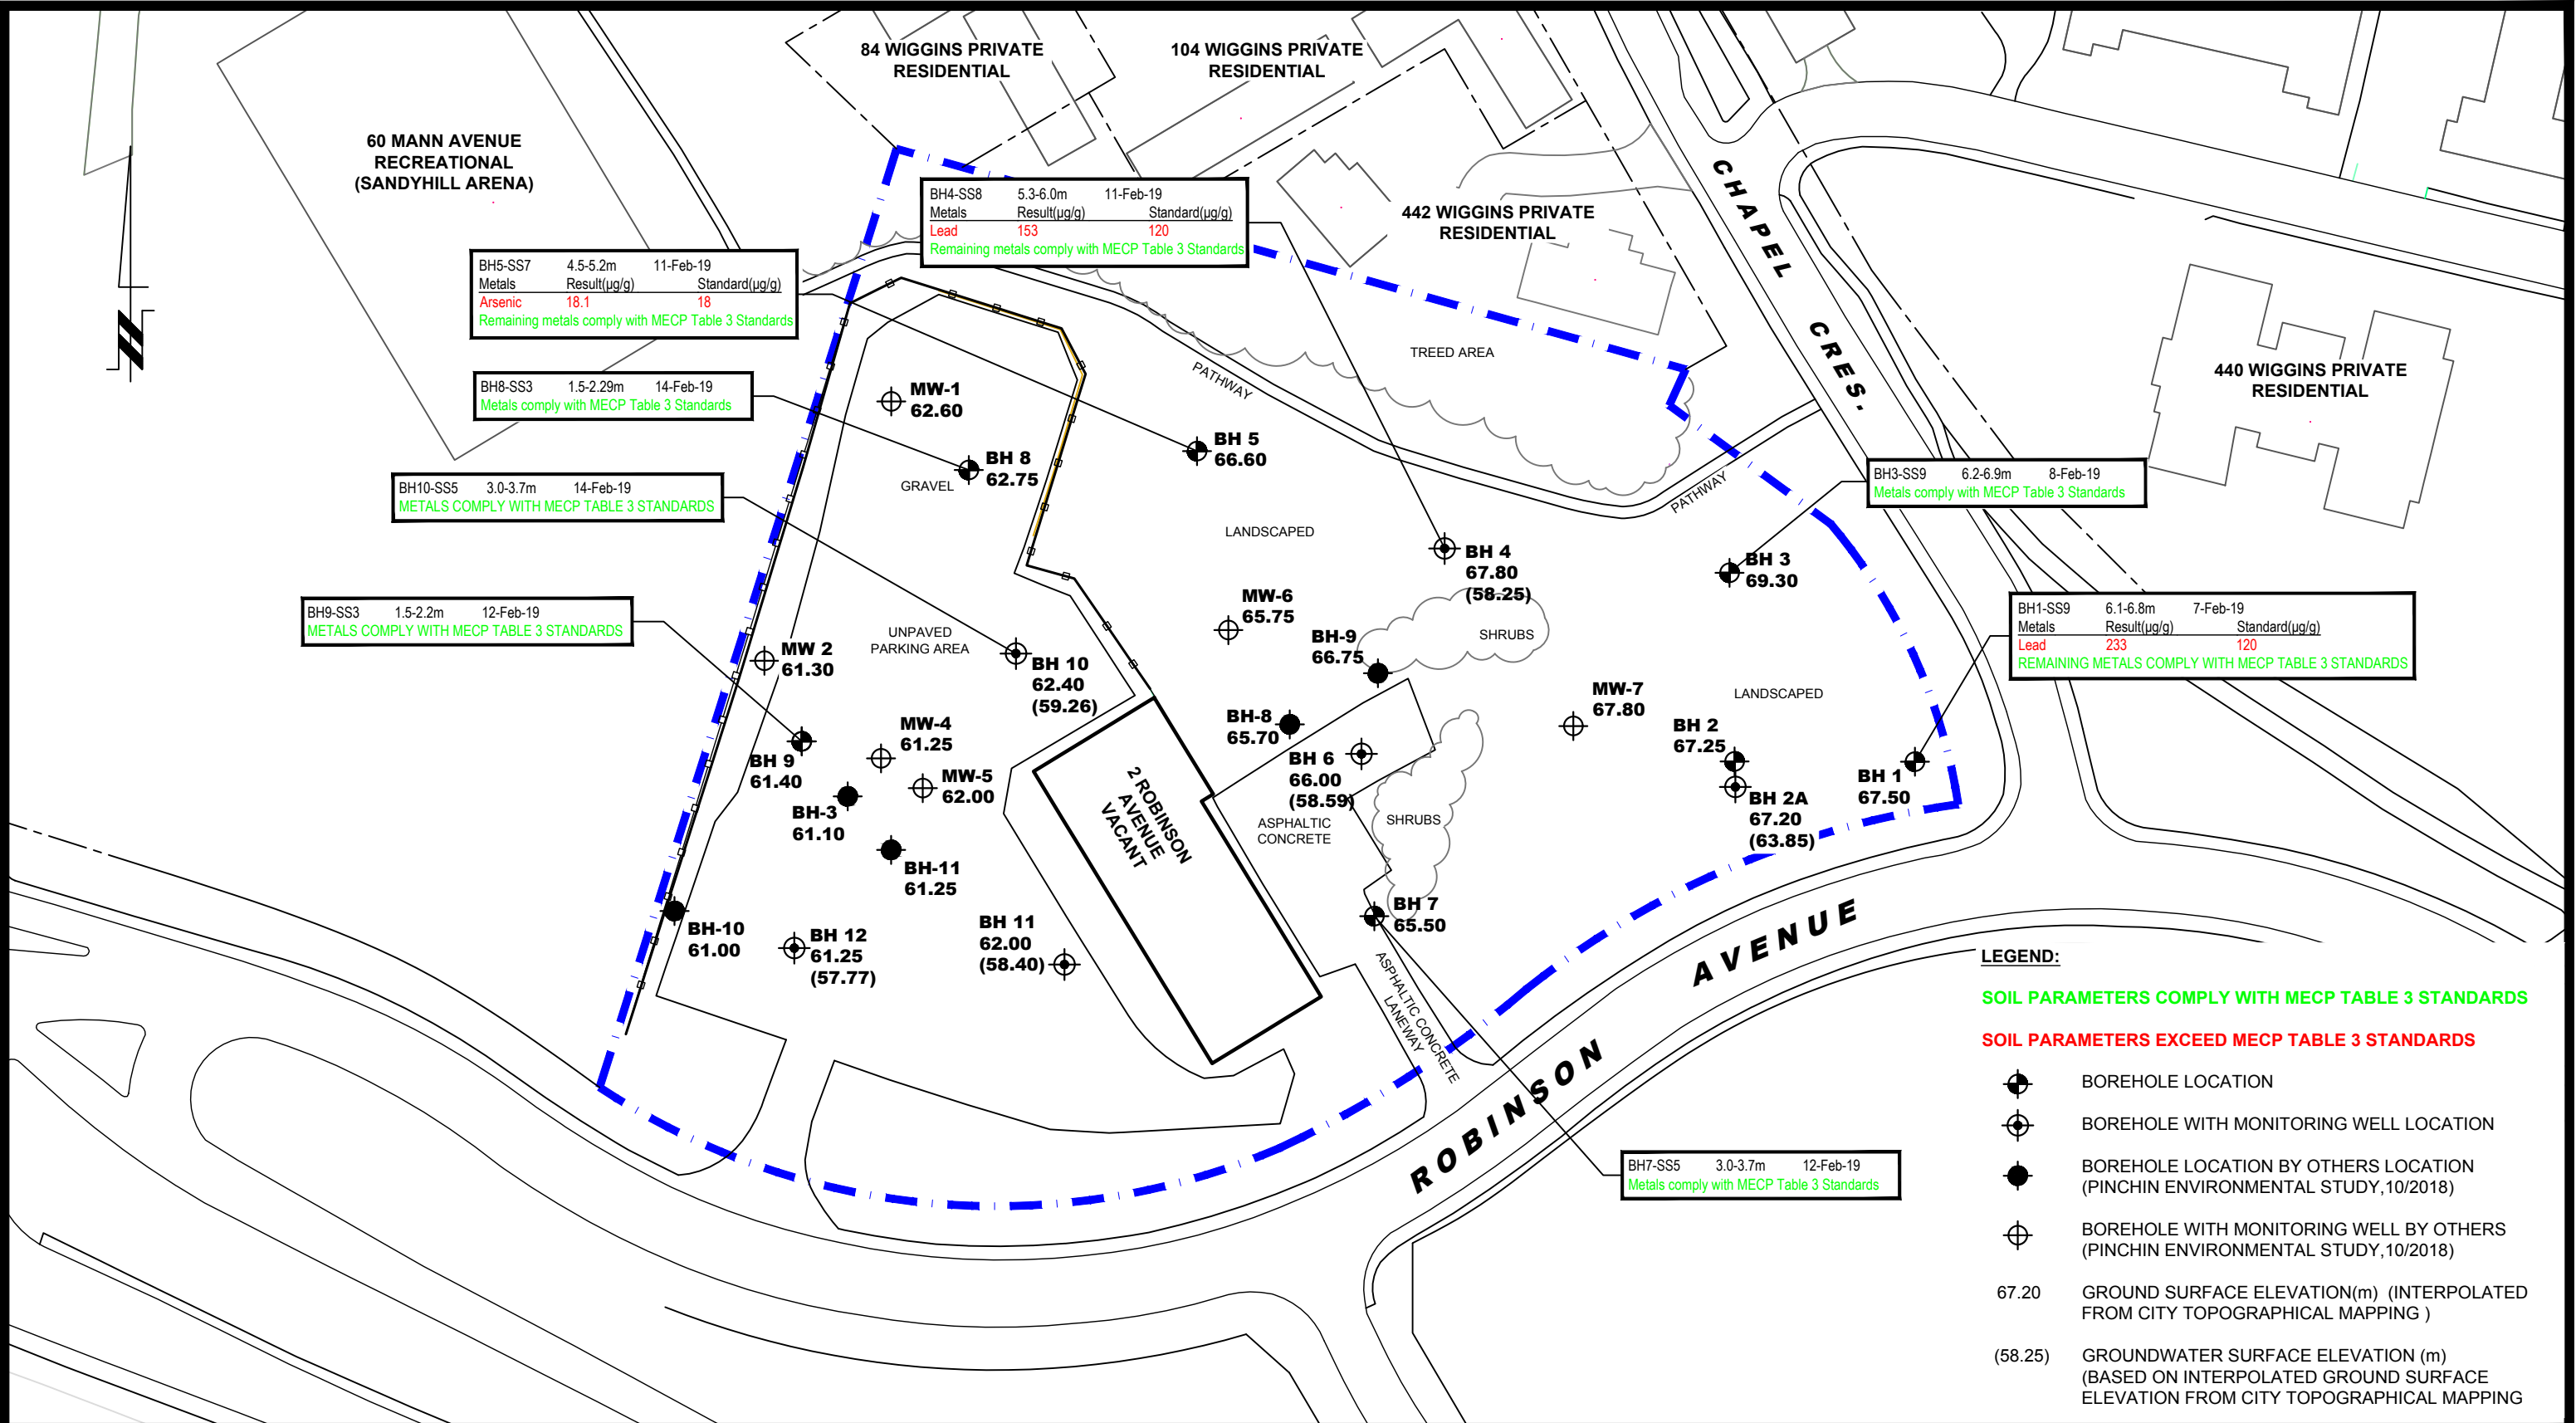 84 WIGGINS PRIVATE
RESIDENTIAL
104 WIGGINS PRIVATE
RESIDENTIAL
60 MANN AVENUE
RECREATIONAL
(SANDYHILL ARENA)
442 WIGGINS PRIVATE
RESIDENTIAL
440 WIGGINS PRIVATE
RESIDENTIAL
CHAPEL CRES.
BH4-SS8 5.3-6.0m 11-Feb-19
Metals Result(µg/g) Standard(µg/g)
Lead 153 120
Remaining metals comply with MECP Table 3 Standards
BH5-SS7 4.5-5.2m 11-Feb-19
Metals Result(µg/g) Standard(µg/g)
Arsenic 18.1 18
Remaining metals comply with MECP Table 3 Standards
BH8-SS3 1.5-2.29m 14-Feb-19
Metals comply with MECP Table 3 Standards
BH10-SS5 3.0-3.7m 14-Feb-19
METALS COMPLY WITH MECP TABLE 3 STANDARDS
BH9-SS3 1.5-2.2m 12-Feb-19
METALS COMPLY WITH MECP TABLE 3 STANDARDS
BH3-SS9 6.2-6.9m 8-Feb-19
Metals comply with MECP Table 3 Standards
BH1-SS9 6.1-6.8m 7-Feb-19
Metals Result(µg/g) Standard(µg/g)
Lead 233 120
REMAINING METALS COMPLY WITH MECP TABLE 3 STANDARDS
BH7-SS5 3.0-3.7m 12-Feb-19
Metals comply with MECP Table 3 Standards
TREED AREA
PATHWAY
PATHWAY
MW-1
62.60
BH 8
62.75
GRAVEL
BH 5
66.60
LANDSCAPED
BH 4
67.80
(58.25)
BH 3
69.30
MW-6
65.75
BH-9
66.75
SHRUBS
UNPAVED
PARKING AREA
MW 2
61.30
BH 10
62.40
(59.26)
MW-7
67.80
LANDSCAPED
BH-8
65.70
BH 2
67.25
BH 6
66.00
(58.59)
BH 9
61.40
MW-4
61.25
MW-5
62.00
BH-3
61.10
BH-11
61.25
2 ROBINSON
AVENUE
VACANT
ASPHALTIC
CONCRETE
SHRUBS
BH 2A
67.20
(63.85)
BH 1
67.50
BH-10
61.00
BH 12
61.25
(57.77)
BH 11
62.00
(58.40)
BH 7
65.50
ASPHALTIC CONCRETE
LANEWAY
ROBINSON AVENUE
LEGEND:
SOIL PARAMETERS COMPLY WITH MECP TABLE 3 STANDARDS
SOIL PARAMETERS EXCEED MECP TABLE 3 STANDARDS
BOREHOLE LOCATION
BOREHOLE WITH MONITORING WELL LOCATION
BOREHOLE LOCATION BY OTHERS LOCATION
(PINCHIN ENVIRONMENTAL STUDY,10/2018)
BOREHOLE WITH MONITORING WELL BY OTHERS
(PINCHIN ENVIRONMENTAL STUDY,10/2018)
67.20 GROUND SURFACE ELEVATION(m) (INTERPOLATED
FROM CITY TOPOGRAPHICAL MAPPING )
(58.25) GROUNDWATER SURFACE ELEVATION (m)
(BASED ON INTERPOLATED GROUND SURFACE
ELEVATION FROM CITY TOPOGRAPHICAL MAPPING